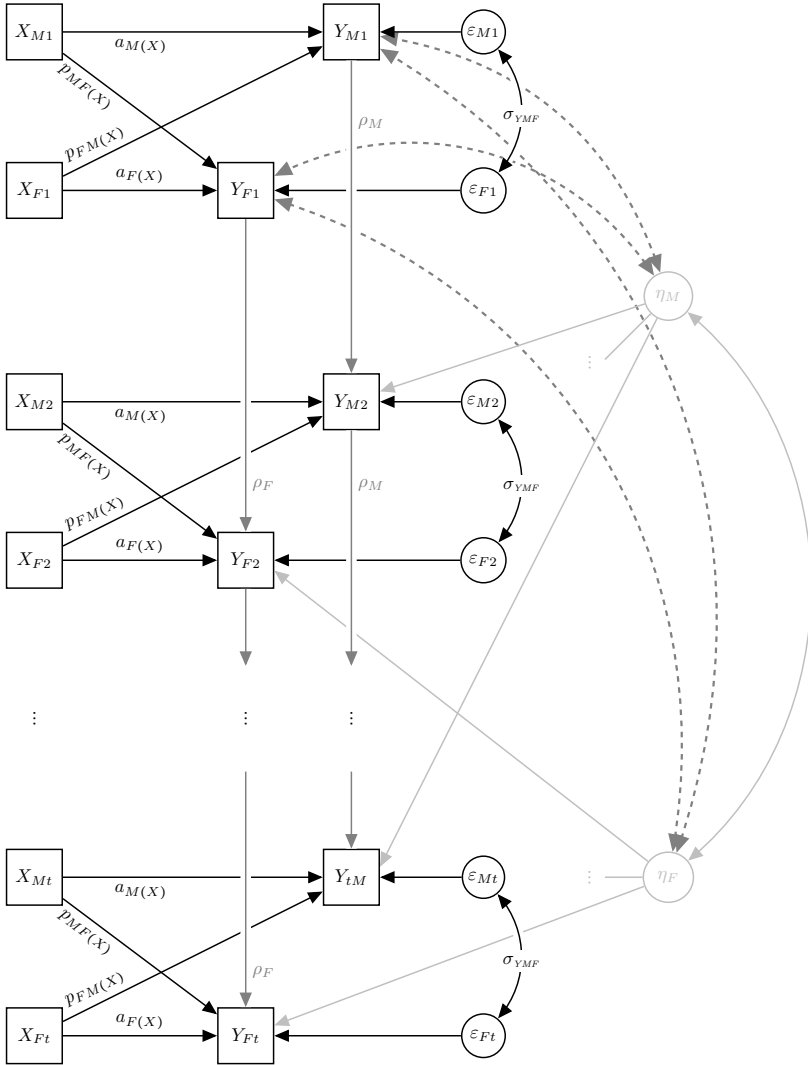 X_{M1} a_{M(X)} Y_{M1} ε_{M1}
p_{MF(X)}
ρ_M σ_{YMF}
p_{FM(X)}
X_{F1} a_{F(X)} Y_{F1} ε_{F1}
η_M
⋮
X_{M2} a_{M(X)} Y_{M2} ε_{M2}
p_{MF(X)}
ρ_F ρ_M σ_{YMF}
p_{FM(X)}
X_{F2} a_{F(X)} Y_{F2} ε_{F2}
⋮ ⋮ ⋮
X_{Mt} a_{M(X)} Y_{tM} ε_{Mt} ⋮ η_F
p_{MF(X)}
ρ_F σ_{YMF}
p_{FM(X)}
X_{Ft} a_{F(X)} Y_{Ft} ε_{Ft}